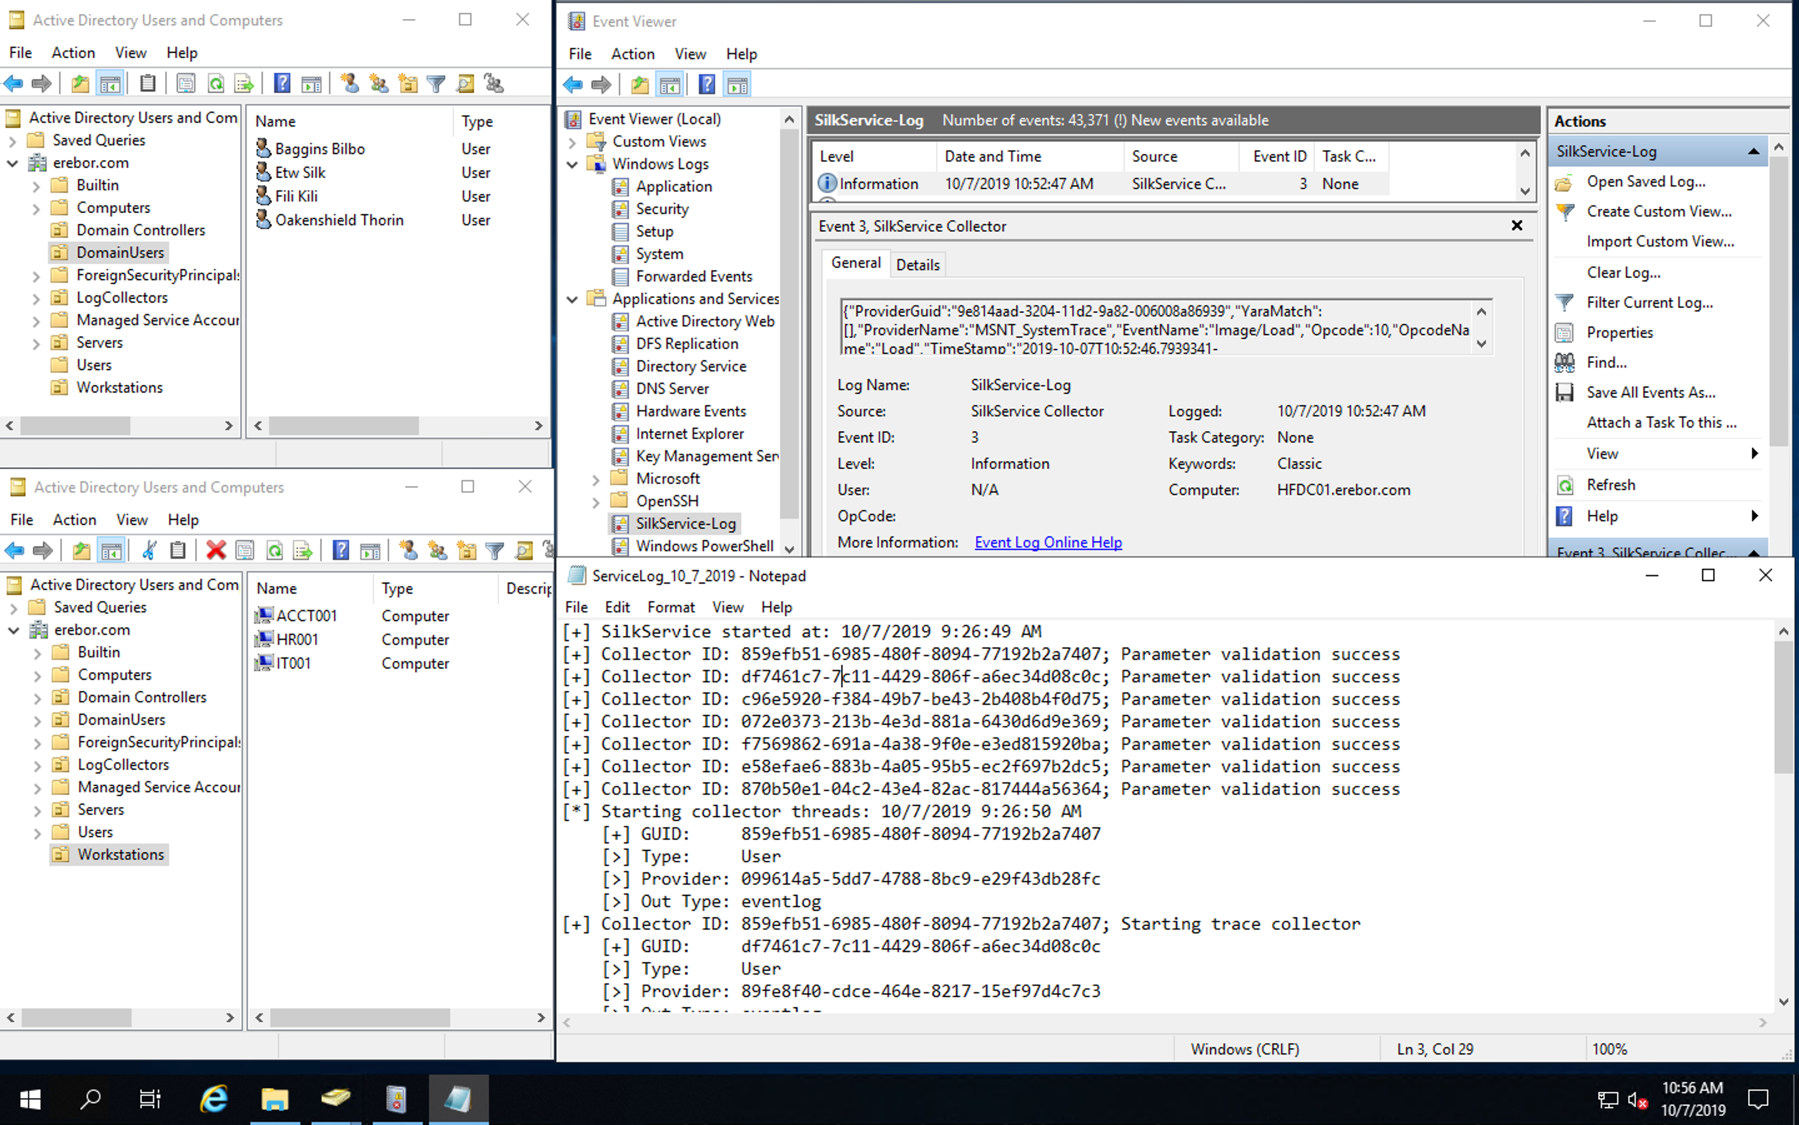 Active Directory Users and Computers
File Action View Help
Active Directory Users and Com
Saved Queries
erebor.com
Builtin
Computers
Domain Controllers
DomainUsers
ForeignSecurityPrincipals
LogCollectors
Managed Service Accour
Servers
Users
Workstations
Name Type
Baggins Bilbo User
Etw Silk User
Fili Kili User
Oakenshield Thorin User
Active Directory Users and Computers
File Action View Help
Active Directory Users and Com
Saved Queries
erebor.com
Builtin
Computers
Domain Controllers
DomainUsers
ForeignSecurityPrincipals
LogCollectors
Managed Service Accour
Servers
Users
Workstations
Name Type Descrip
ACCT001 Computer
HR001 Computer
IT001 Computer
Event Viewer
File Action View Help
Event Viewer (Local)
Custom Views
Windows Logs
Application
Security
Setup
System
Forwarded Events
Applications and Services
Active Directory Web
DFS Replication
Directory Service
DNS Server
Hardware Events
Internet Explorer
Key Management Serv
Microsoft
OpenSSH
SilkService-Log
Windows PowerShell
SilkService-Log Number of events: 43,371 (!) New events available
Level Date and Time Source Event ID Task C...
Information 10/7/2019 10:52:47 AM SilkService C... 3 None
Event 3, SilkService Collector
General Details
{"ProviderGuid":"9e814aad-3204-11d2-9a82-006008a86939","YaraMatch":
[],"ProviderName":"MSNT_SystemTrace","EventName":"Image/Load","Opcode":10,"OpcodeNa
me":"Load","TimeStamp":"2019-10-07T10:52:46.7939341-
Log Name: SilkService-Log
Source: SilkService Collector Logged: 10/7/2019 10:52:47 AM
Event ID: 3 Task Category: None
Level: Information Keywords: Classic
User: N/A Computer: HFDC01.erebor.com
OpCode:
More Information: Event Log Online Help
Actions
SilkService-Log
Open Saved Log...
Create Custom View...
Import Custom View...
Clear Log...
Filter Current Log...
Properties
Find...
Save All Events As...
Attach a Task To this ...
View
Refresh
Help
Event 3, SilkService Collec...
ServiceLog_10_7_2019 - Notepad
File Edit Format View Help
[+] SilkService started at: 10/7/2019 9:26:49 AM
[+] Collector ID: 859efb51-6985-480f-8094-77192b2a7407; Parameter validation success
[+] Collector ID: df7461c7-7c11-4429-806f-a6ec34d08c0c; Parameter validation success
[+] Collector ID: c96e5920-f384-49b7-be43-2b408b4f0d75; Parameter validation success
[+] Collector ID: 072e0373-213b-4e3d-881a-6430d6d9e369; Parameter validation success
[+] Collector ID: f7569862-691a-4a38-9f0e-e3ed815920ba; Parameter validation success
[+] Collector ID: e58efae6-883b-4a05-95b5-ec2f697b2dc5; Parameter validation success
[+] Collector ID: 870b50e1-04c2-43e4-82ac-817444a56364; Parameter validation success
[*] Starting collector threads: 10/7/2019 9:26:50 AM
[+] GUID: 859efb51-6985-480f-8094-77192b2a7407
[>] Type: User
[>] Provider: 099614a5-5dd7-4788-8bc9-e29f43db28fc
[>] Out Type: eventlog
[+] Collector ID: 859efb51-6985-480f-8094-77192b2a7407; Starting trace collector
[+] GUID: df7461c7-7c11-4429-806f-a6ec34d08c0c
[>] Type: User
[>] Provider: 89fe8f40-cdce-464e-8217-15ef97d4c7c3
[>] Out Type: eventlog
Windows (CRLF) Ln 3, Col 29 100%
10:56 AM
10/7/2019